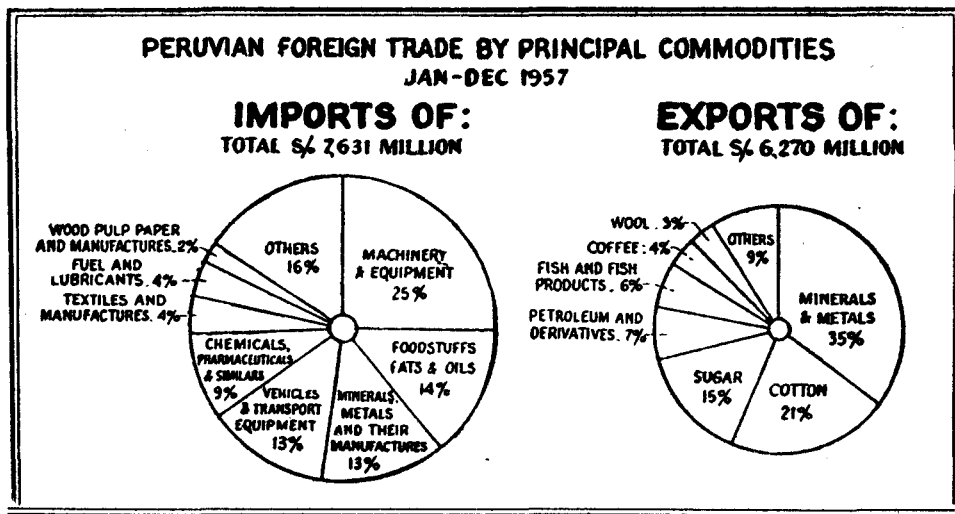 PERUVIAN FOREIGN TRADE BY PRINCIPAL COMMODITIES
JAN-DEC 1957
IMPORTS OF:
TOTAL S/. 7,631 MILLION
WOOD PULP PAPER
AND MANUFACTURES. 2%
FUEL AND
LUBRICANTS. 4%
TEXTILES AND
MANUFACTURES. 4%
OTHERS
16%
MACHINERY
& EQUIPMENT
25%
CHEMICALS,
PHARMACEUTICALS
& SIMILARS
9%
VEHICLES
& TRANSPORT
EQUIPMENT
13%
MINERALS,
METALS
AND THEIR
MANUFACTURES
13%
FOODSTUFFS
FATS & OILS
14%
EXPORTS OF:
TOTAL S/. 6,270 MILLION
WOOL. 3%
COFFEE. 4%
FISH AND FISH
PRODUCTS. 6%
PETROLEUM AND
DERIVATIVES. 7%
OTHERS
9%
MINERALS
& METALS
35%
SUGAR
15%
COTTON
21%